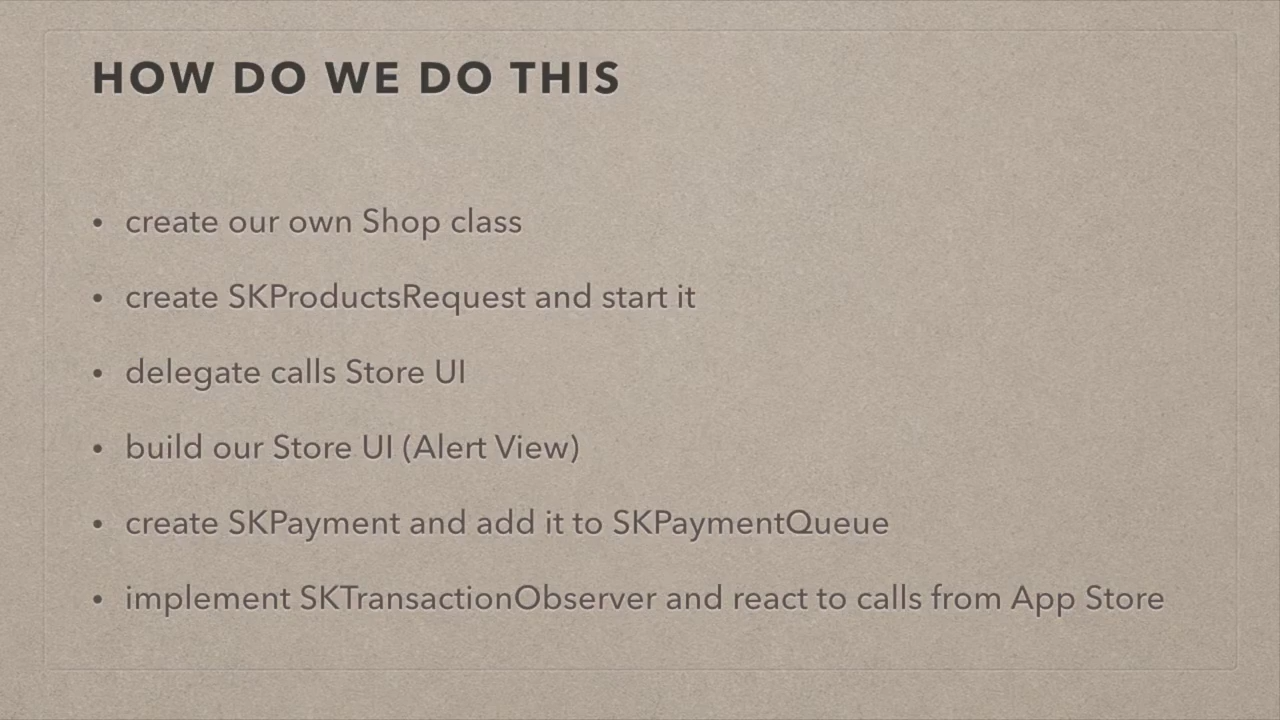 HOW DO WE DO THIS
• create our own Shop class
• create SKProductsRequest and start it
• delegate calls Store UI
• build our Store UI (Alert View)
• create SKPayment and add it to SKPaymentQueue
• implement SKTransactionObserver and react to calls from App Store